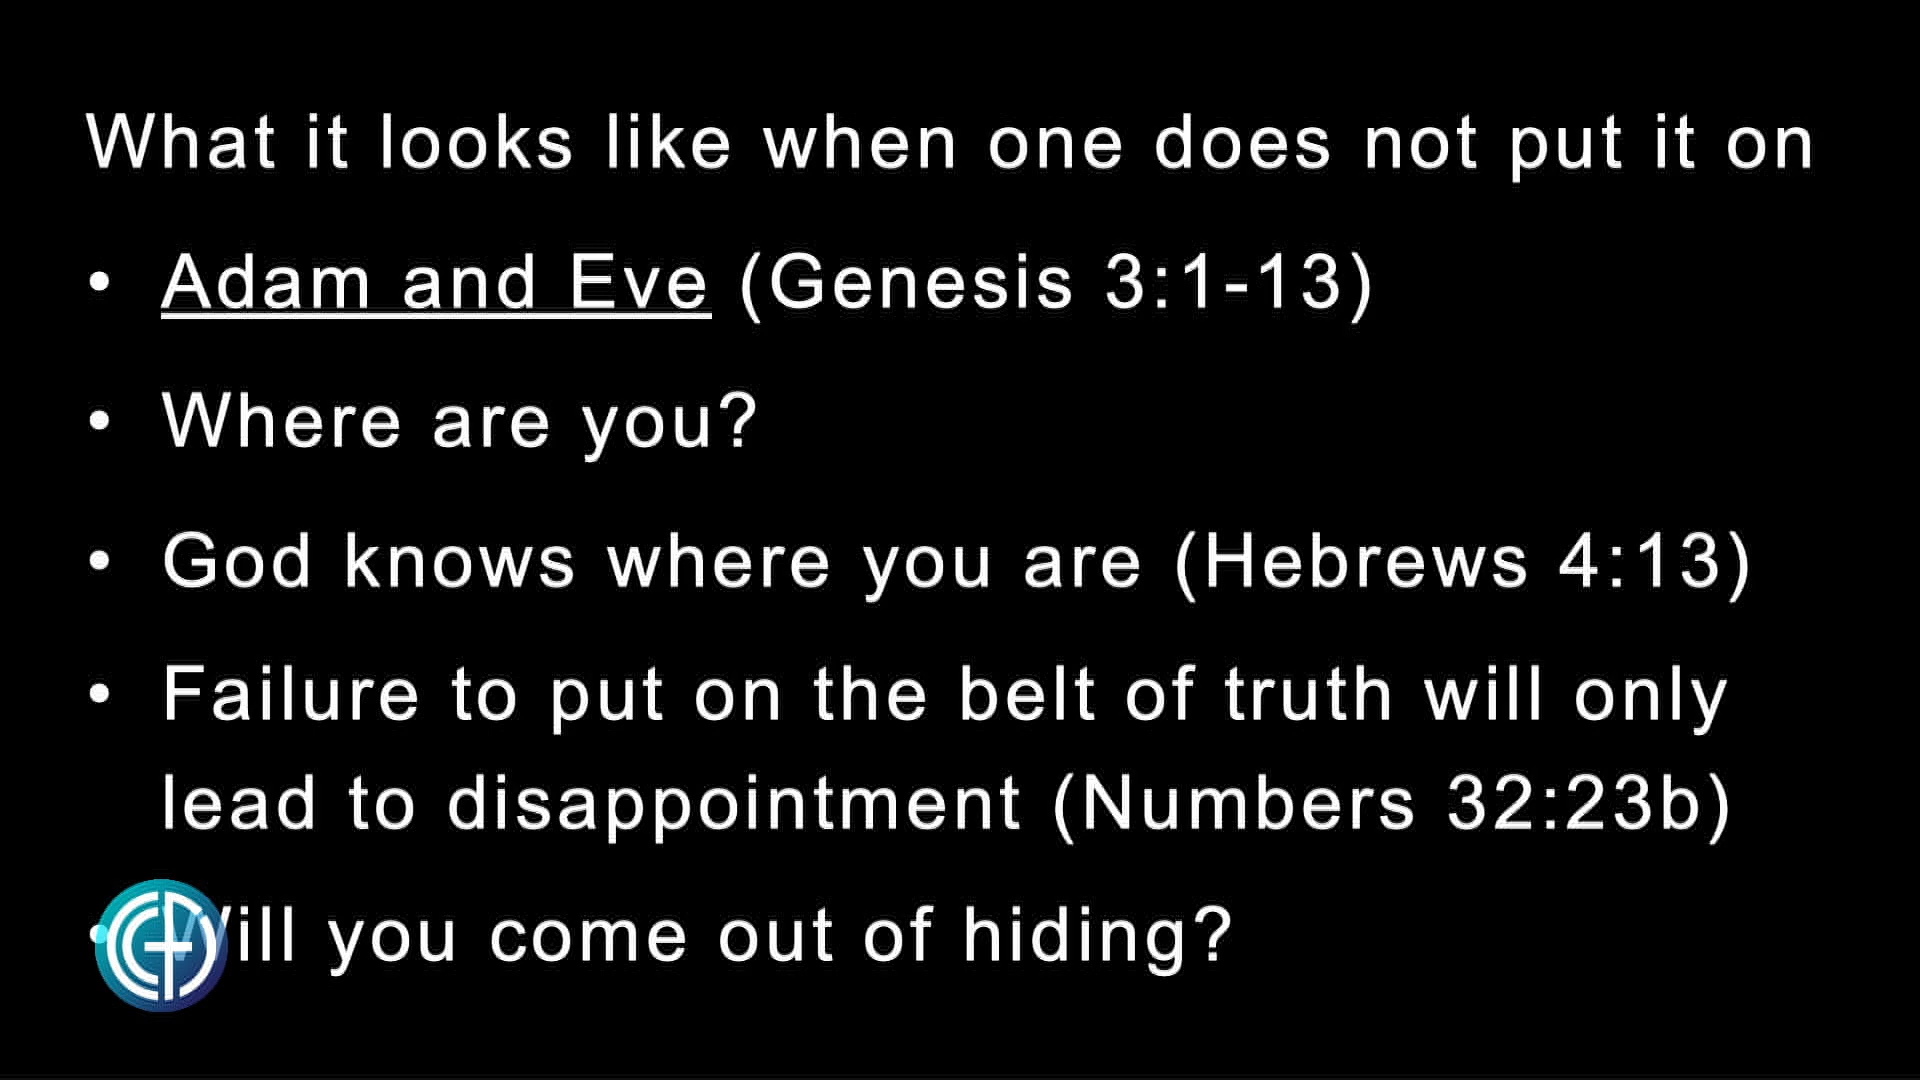 What it looks like when one does not put it on
• Adam and Eve (Genesis 3:1-13)
• Where are you?
• God knows where you are (Hebrews 4:13)
• Failure to put on the belt of truth will only
lead to disappointment (Numbers 32:23b)
• Will you come out of hiding?